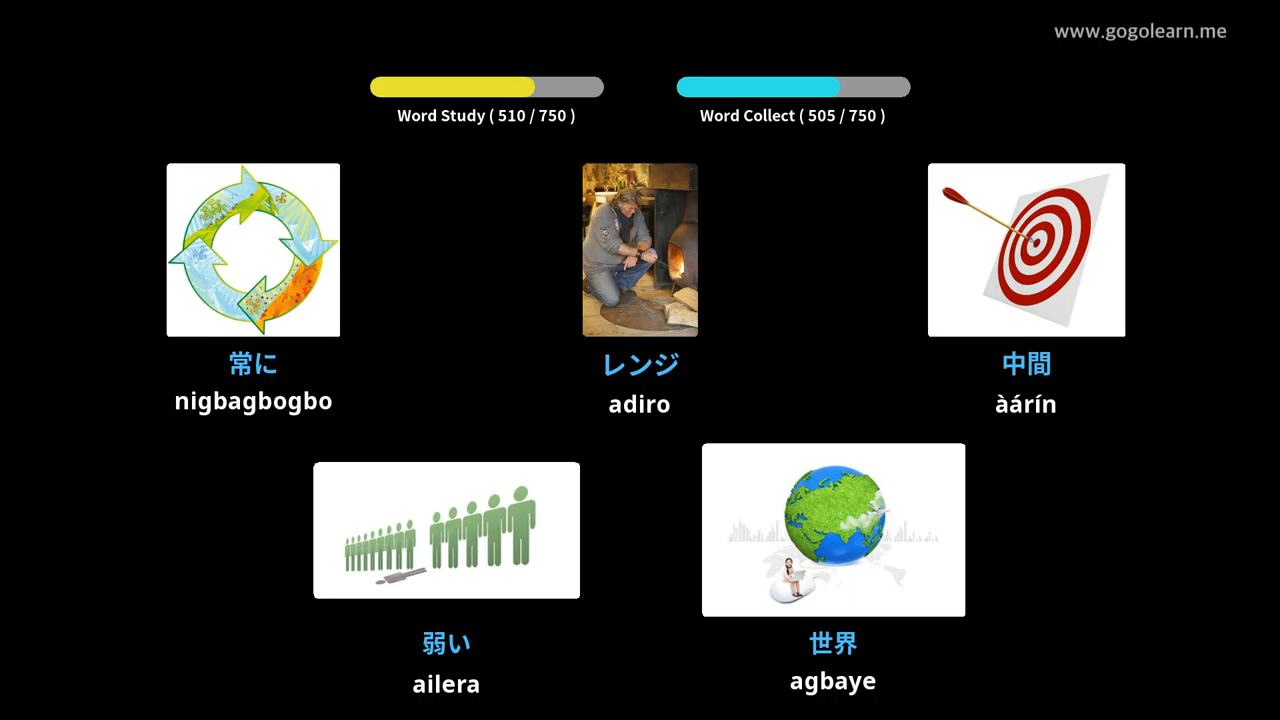 www.gogolearn.me
Word Study ( 510 / 750 )
Word Collect ( 505 / 750 )
常に
nigbagbogbo
レンジ
adiro
中間
àárín
弱い
ailera
世界
agbaye